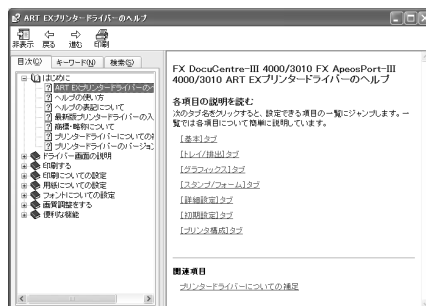 ART EXプリンタードライバーのヘルプ
非表示 戻る 進む 印刷
目次(C) キーワード(N) 検索(S)
はじめに
ART EXプリンタードライバーのヘ
ヘルプの使い方
ヘルプの表記について
最新版プリンタードライバーの入
商標・略称について
プリンタードライバーについての
プリンタードライバーのバージョン
ドライバー画面の説明
印刷する
印刷についての設定
用紙についての設定
フォントについての設定
画質調整をする
便利な機能
FX DocuCentre-III 4000/3010 FX ApeosPort-III
4000/3010 ART EXプリンタードライバーのヘルプ
各項目の説明を読む
次のタブ名をクリックすると、設定できる項目の一覧にジャンプします。一
覧では各項目について簡単に説明しています。
[基本]タブ
[トレイ/排出]タブ
[グラフィックス]タブ
[スタンプ/フォーム]タブ
[詳細設定]タブ
[初期設定]タブ
[プリンタ構成]タブ
関連項目
プリンタードライバーについての補足